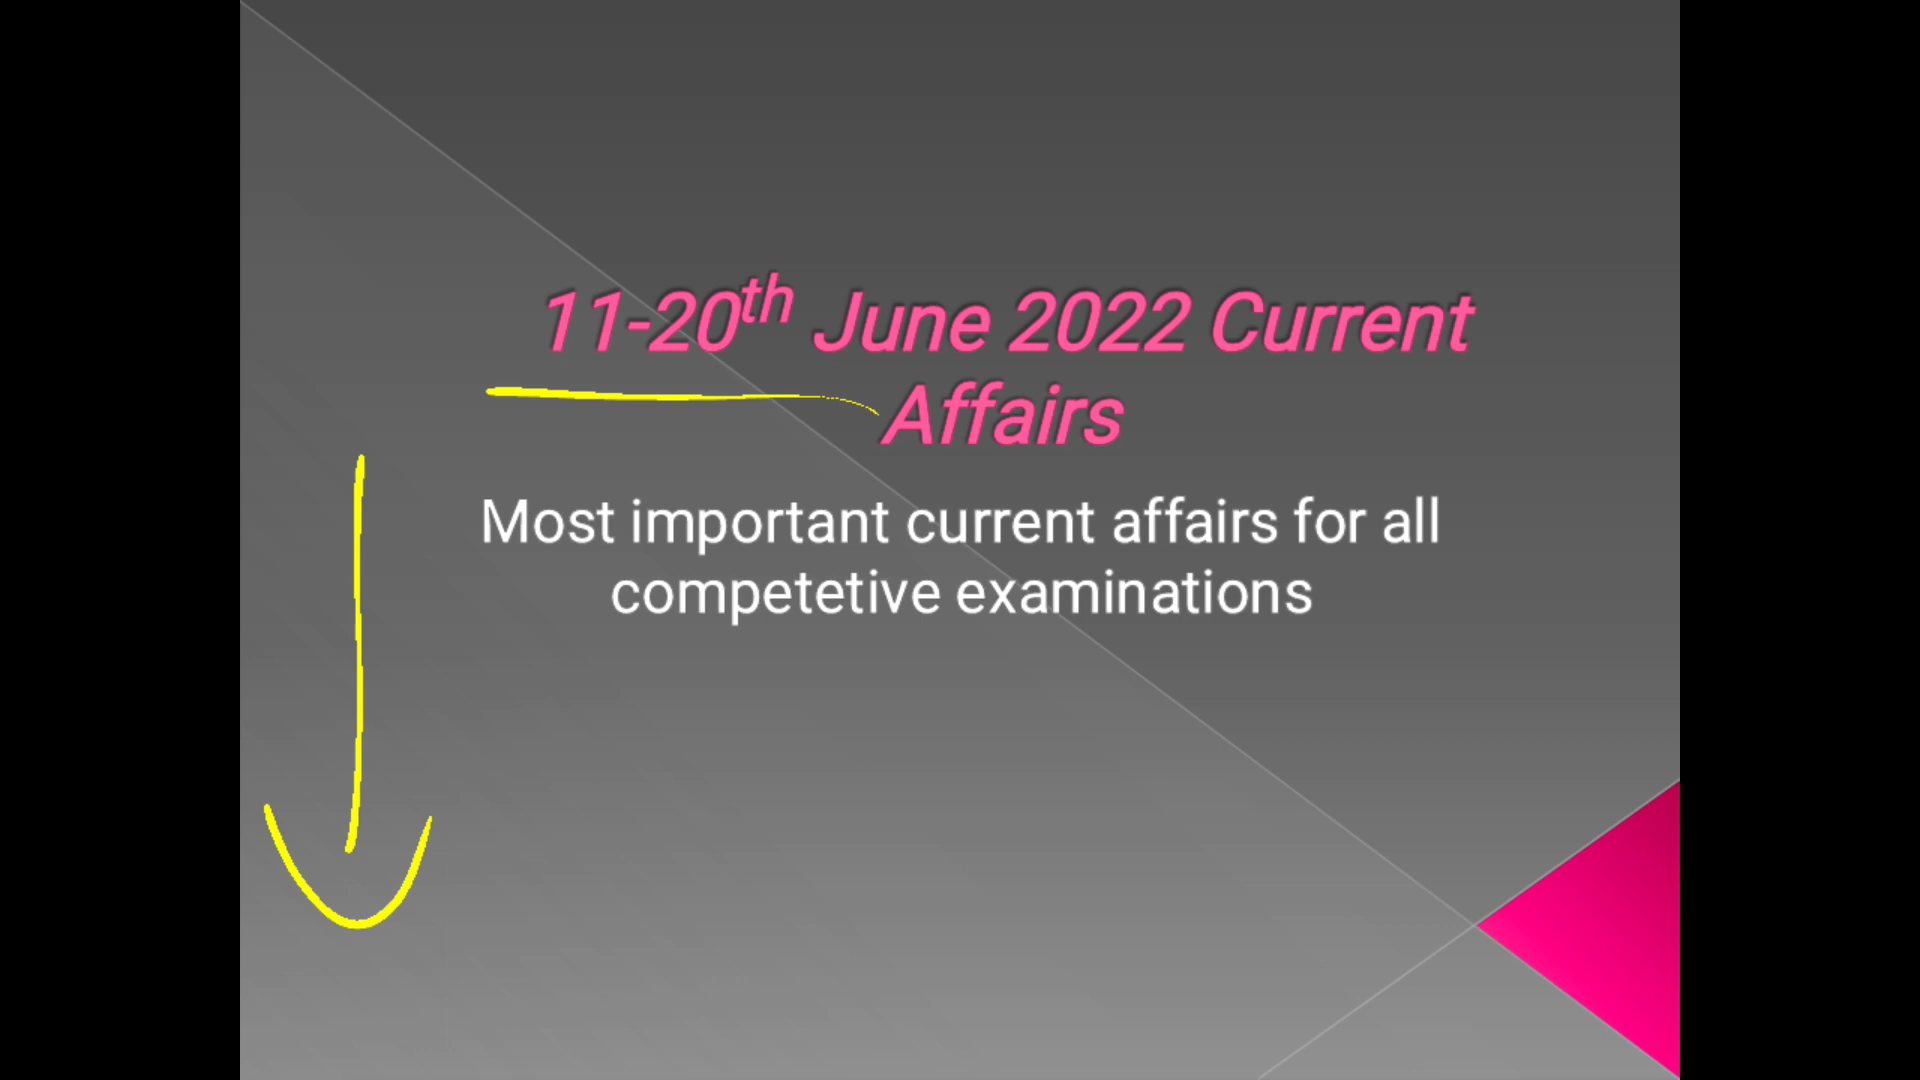 11-20th June 2022 Current
Affairs
Most important current affairs for all
competetive examinations